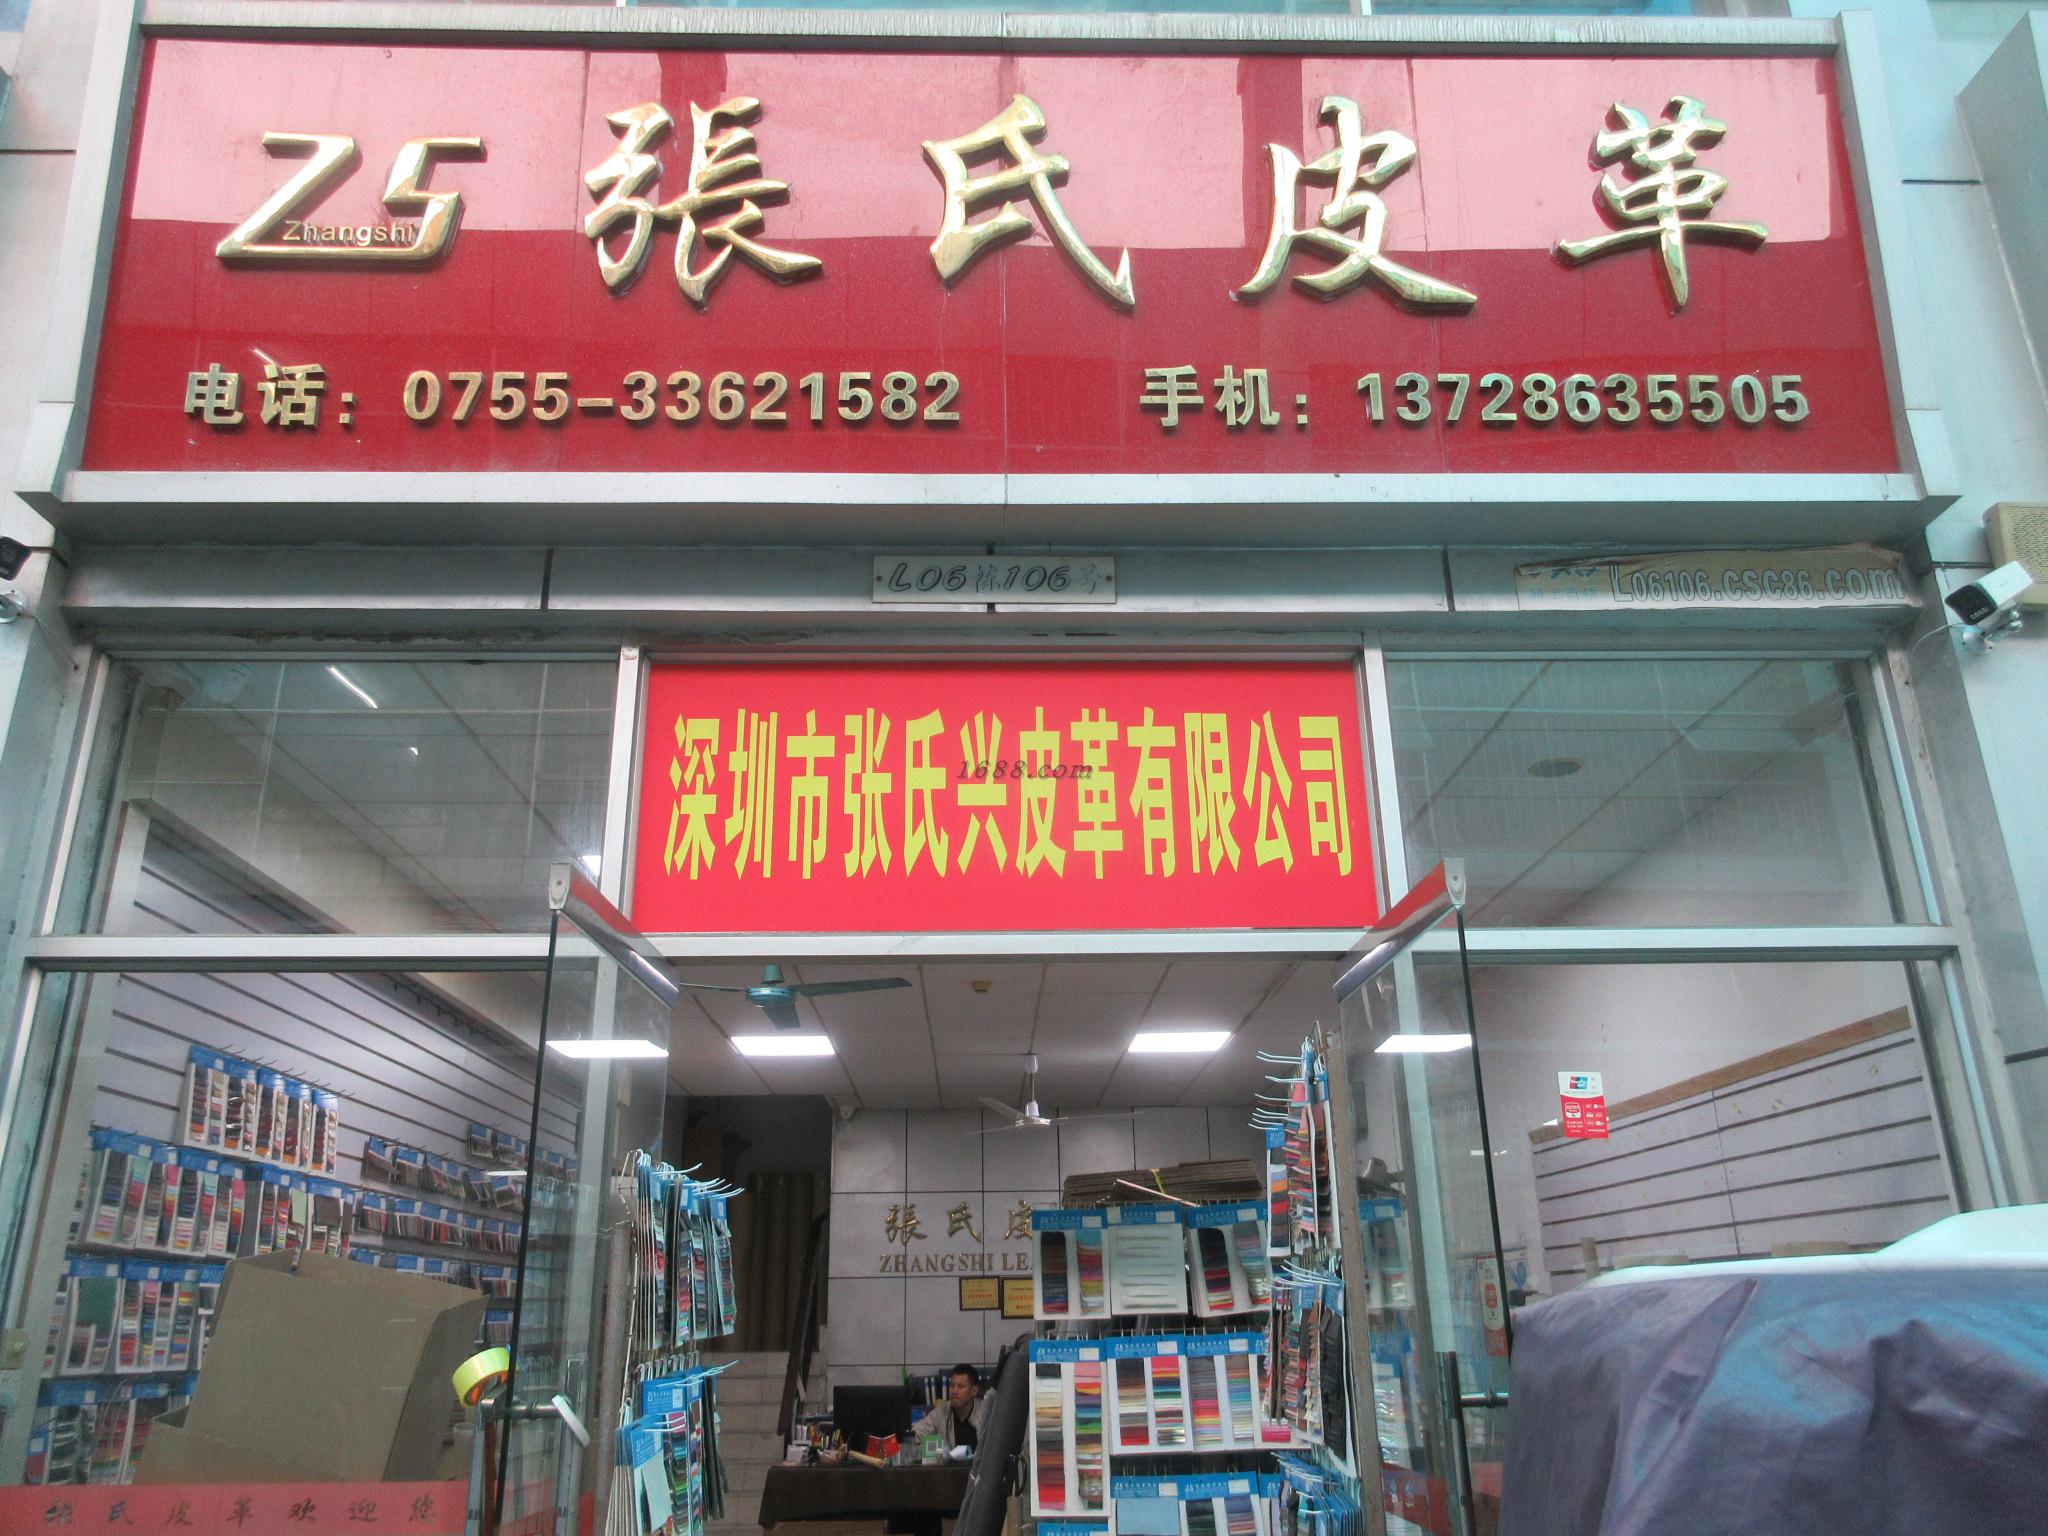 ZS 張氏皮革
Zhangshi
电话：0755-33621582 手机：13728635505
L06栋106号
L06106.csc86.com
深圳市张氏兴皮革有限公司
1688.com
張氏皮
ZHANGSHI LEA
张氏皮革欢迎您